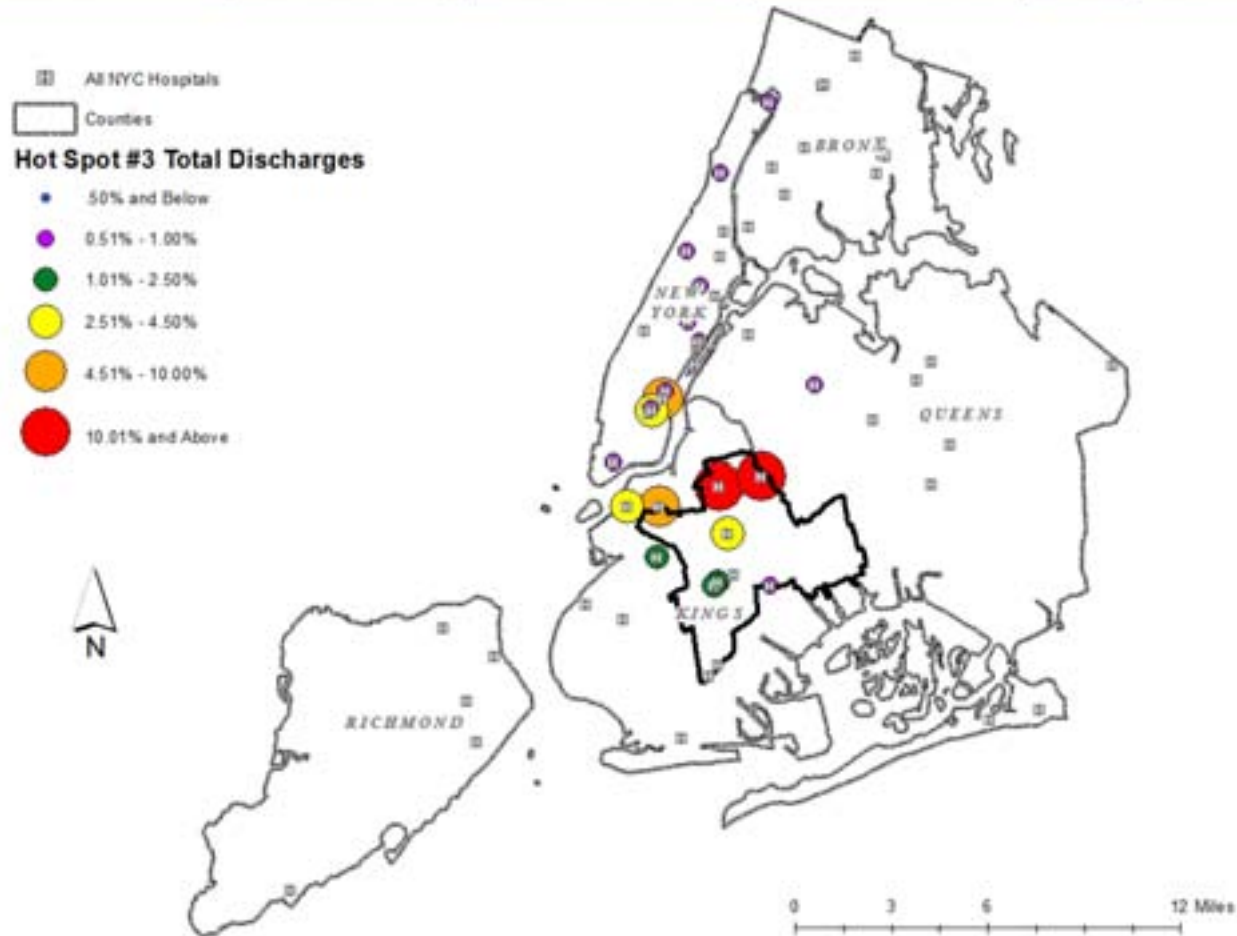 All NYC Hospitals
Counties
Hot Spot #3 Total Discharges
.50% and Below
0.51% - 1.00%
1.01% - 2.50%
2.51% - 4.50%
4.51% - 10.00%
10.01% and Above
BRONX
NEW
YORK
QUEENS
KINGS
RICHMOND
N
0 3 6 12 Miles